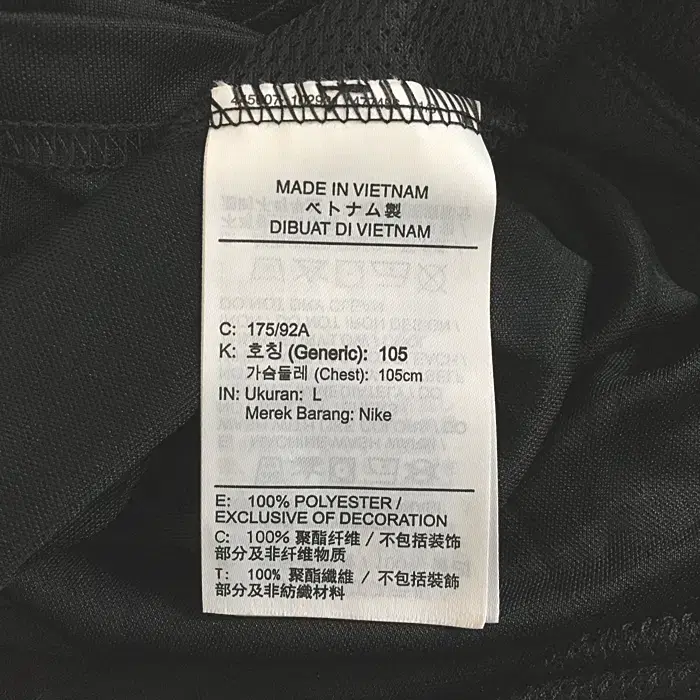 MADE IN VIETNAM
ベトナム製
DIBUAT DI VIETNAM
C: 175/92A
K: 호칭 (Generic): 105
가슴둘레 (Chest): 105cm
IN: Ukuran: L
Merek Barang: Nike
E: 100% POLYESTER /
EXCLUSIVE OF DECORATION
C: 100% 聚酯纤维 / 不包括装饰
部分及非纤维物质
T: 100% 聚酯纖維 / 不包括裝飾
部分及非紡織材料